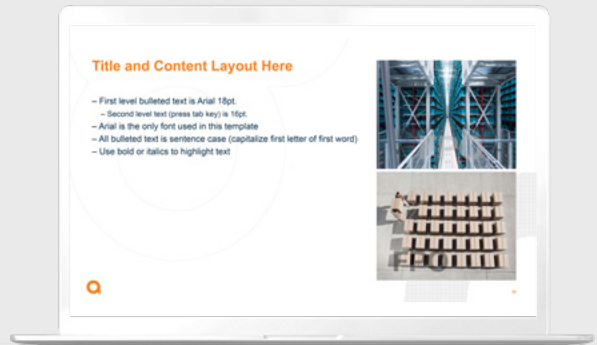 Title and Content Layout Here
– First level bulleted text is Arial 18pt.
– Second level text (press tab key) is 16pt.
– Arial is the only font used in this template
– All bulleted text is sentence case (capitalize first letter of first word)
– Use bold or italics to highlight text
FPO